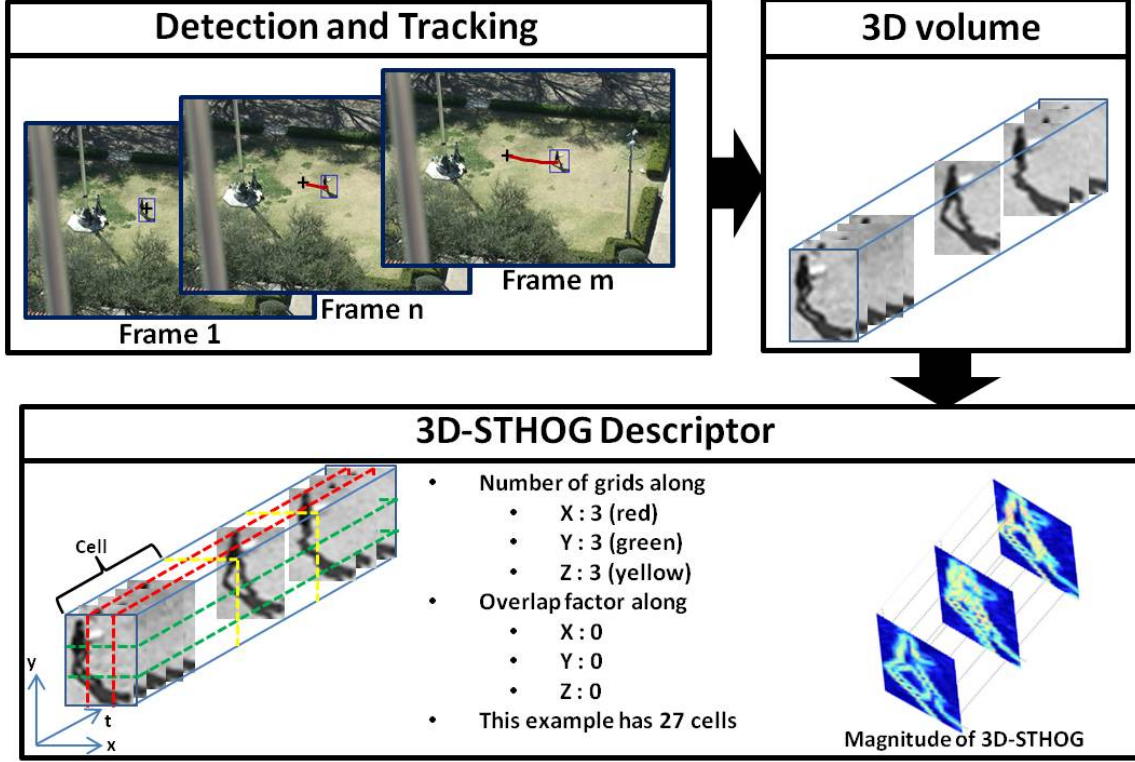 Detection and Tracking
Frame 1
Frame n
Frame m
3D volume
3D-STHOG Descriptor
Cell
y
t
x
• Number of grids along
• X : 3 (red)
• Y : 3 (green)
• Z : 3 (yellow)
• Overlap factor along
• X : 0
• Y : 0
• Z : 0
• This example has 27 cells
Magnitude of 3D-STHOG